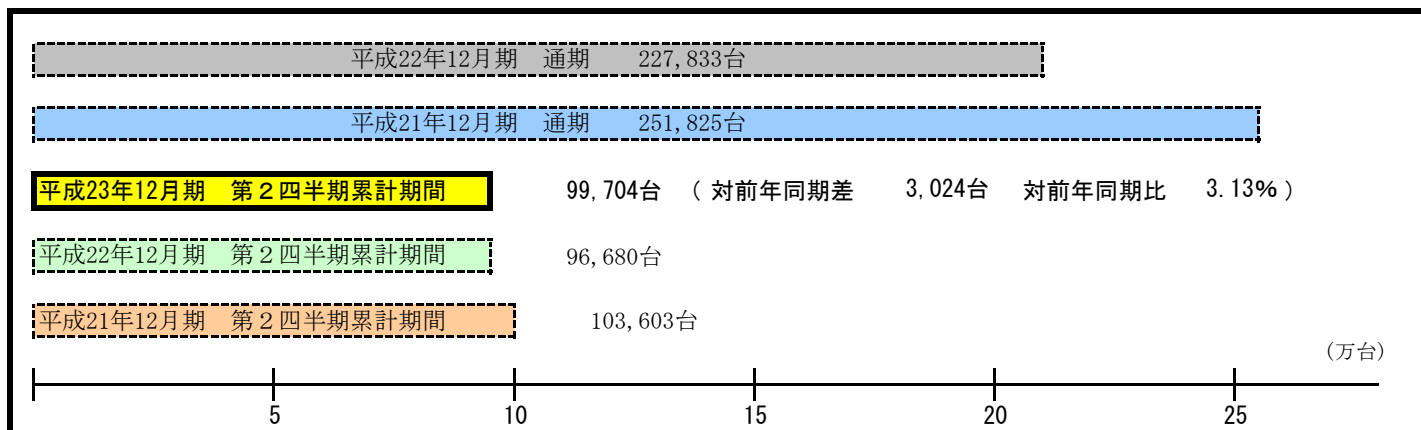 平成22年12月期　通期　227,833台
平成21年12月期　通期　251,825台
平成23年12月期　第２四半期累計期間　99,704台　（ 対前年同期差　3,024台　対前年同期比　3.13％ ）
平成22年12月期　第２四半期累計期間　96,680台
平成21年12月期　第２四半期累計期間　103,603台
(万台)
5　10　15　20　25